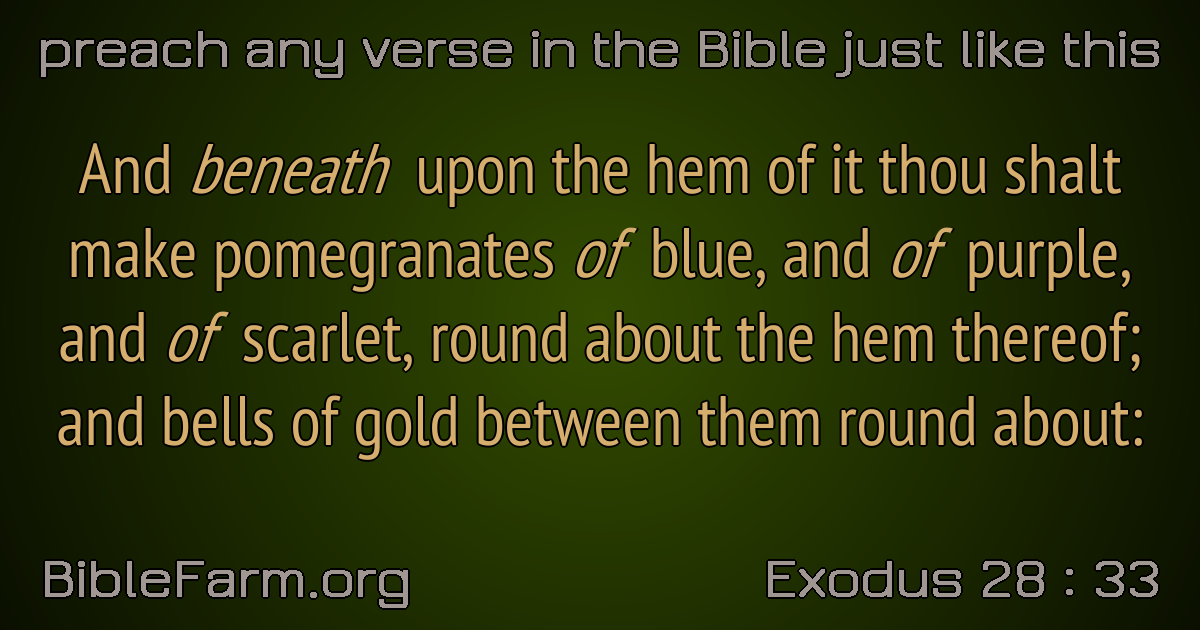 preach any verse in the Bible just like this
And beneath upon the hem of it thou shalt
make pomegranates of blue, and of purple,
and of scarlet, round about the hem thereof;
and bells of gold between them round about:
BibleFarm.org
Exodus 28 : 33